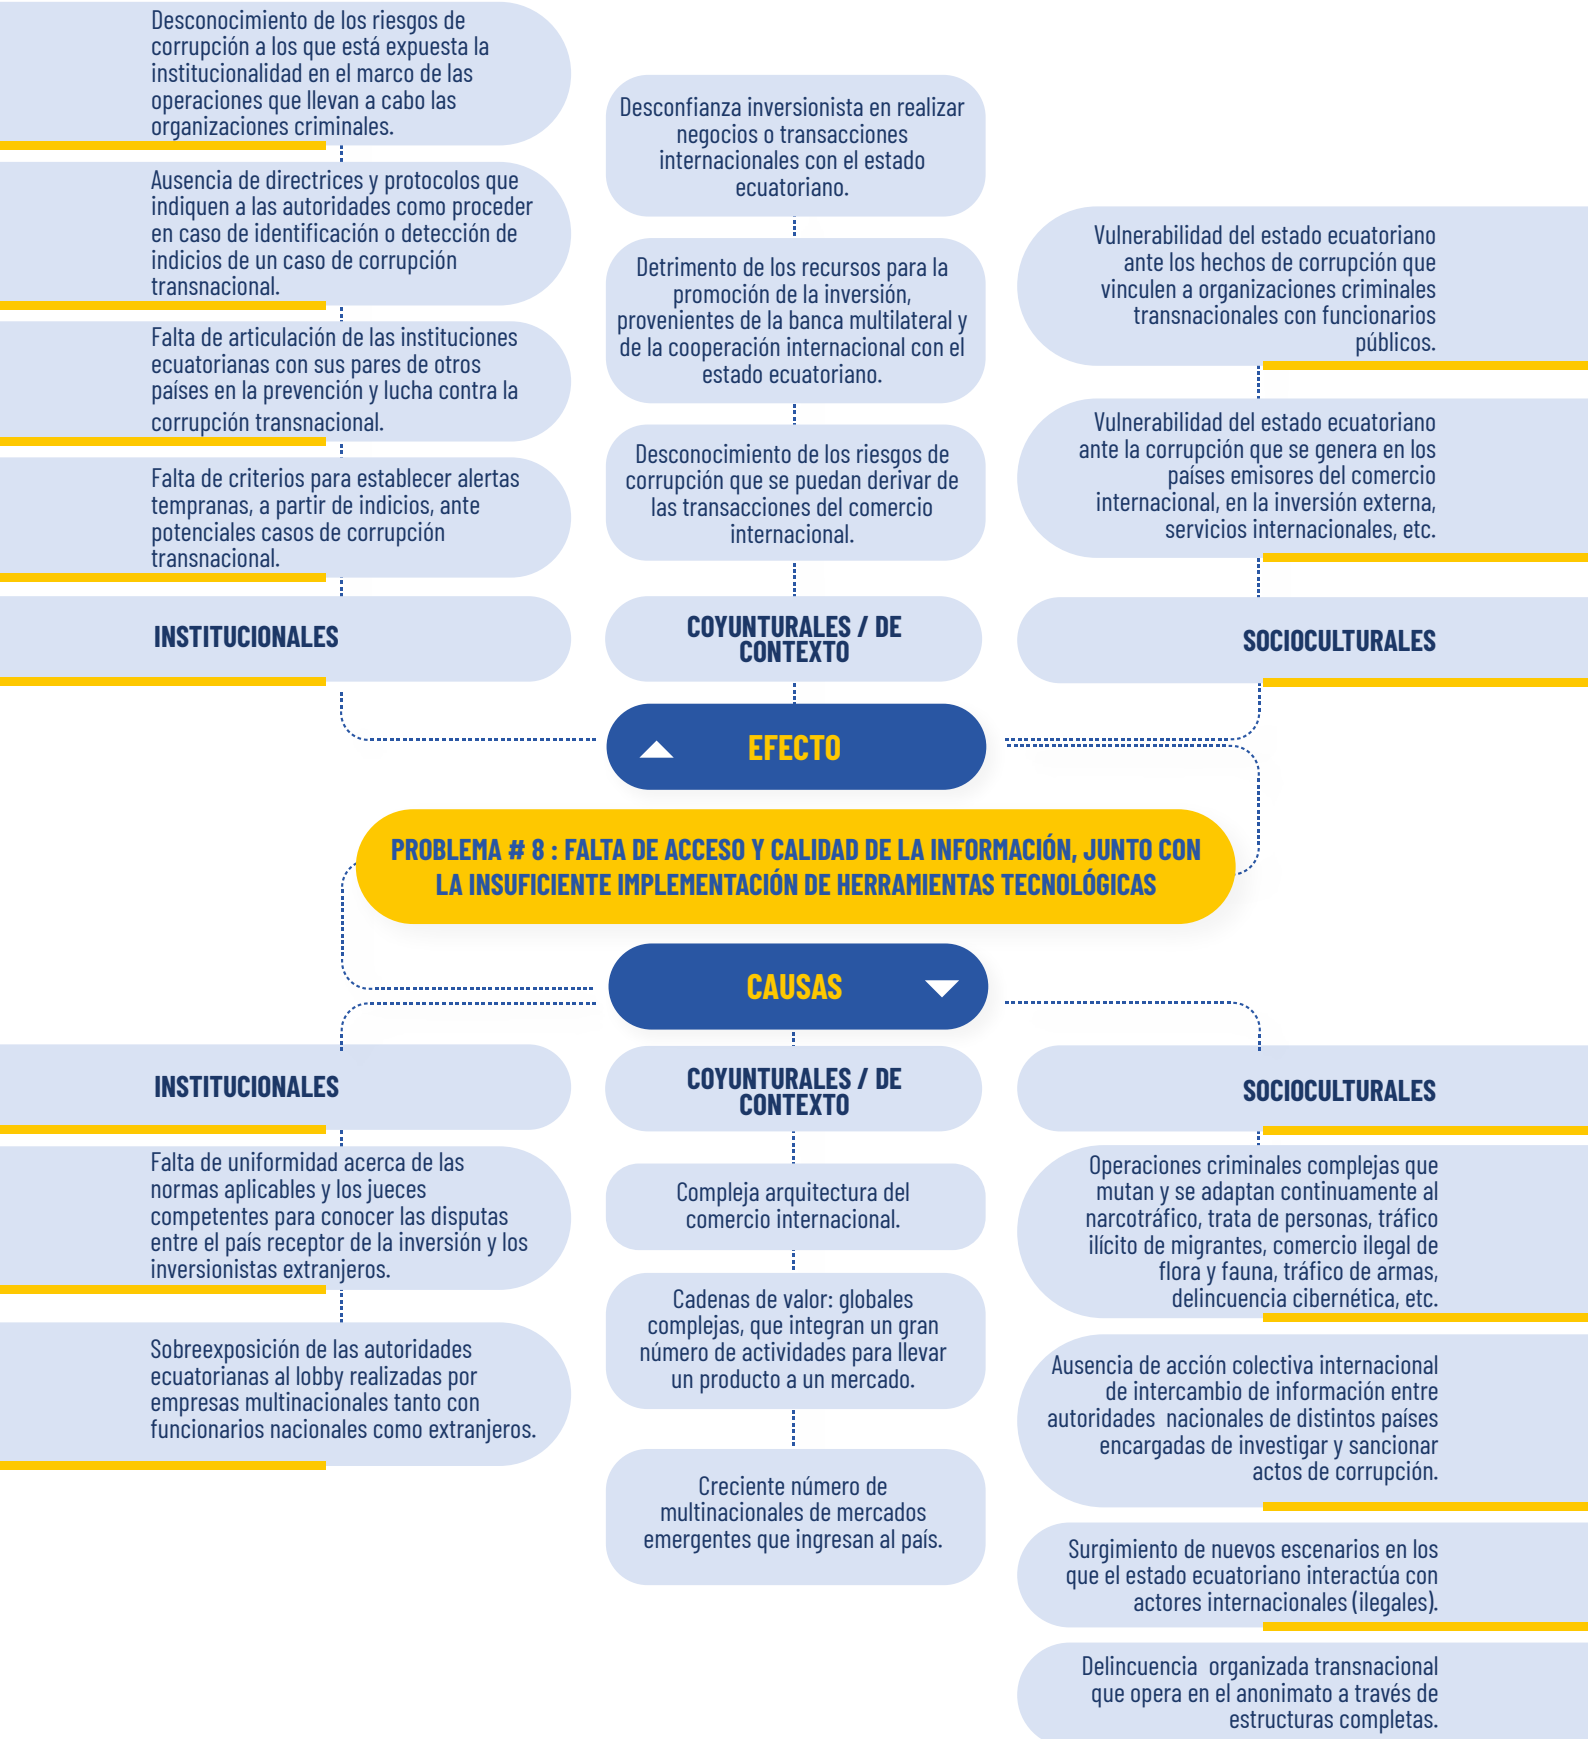 Desconocimiento de los riesgos de
corrupción a los que está expuesta la
institucionalidad en el marco de las
operaciones que llevan a cabo las
organizaciones criminales.
Ausencia de directrices y protocolos que
indiquen a las autoridades como proceder
en caso de identificación o detección de
indicios de un caso de corrupción
transnacional.
Falta de articulación de las instituciones
ecuatorianas con sus pares de otros
países en la prevención y lucha contra la
corrupción transnacional.
Falta de criterios para establecer alertas
tempranas, a partir de indicios, ante
potenciales casos de corrupción
transnacional.
INSTITUCIONALES
Desconfianza inversionista en realizar
negocios o transacciones
internacionales con el estado
ecuatoriano.
Detrimento de los recursos para la
promoción de la inversión,
provenientes de la banca multilateral y
de la cooperación internacional con el
estado ecuatoriano.
Desconocimiento de los riesgos de
corrupción que se puedan derivar de
las transacciones del comercio
internacional.
COYUNTURALES / DE
CONTEXTO
Vulnerabilidad del estado ecuatoriano
ante los hechos de corrupción que
vinculen a organizaciones criminales
transnacionales con funcionarios
públicos.
Vulnerabilidad del estado ecuatoriano
ante la corrupción que se genera en los
países emisores del comercio
internacional, en la inversión externa,
servicios internacionales, etc.
SOCIOCULTURALES
EFECTO
PROBLEMA # 8 : FALTA DE ACCESO Y CALIDAD DE LA INFORMACIÓN, JUNTO CON
LA INSUFICIENTE IMPLEMENTACIÓN DE HERRAMIENTAS TECNOLÓGICAS
CAUSAS
INSTITUCIONALES
Falta de uniformidad acerca de las
normas aplicables y los jueces
competentes para conocer las disputas
entre el país receptor de la inversión y los
inversionistas extranjeros.
Sobreexposición de las autoridades
ecuatorianas al lobby realizadas por
empresas multinacionales tanto con
funcionarios nacionales como extranjeros.
COYUNTURALES / DE
CONTEXTO
Compleja arquitectura del
comercio internacional.
Cadenas de valor: globales
complejas, que integran un gran
número de actividades para llevar
un producto a un mercado.
Creciente número de
multinacionales de mercados
emergentes que ingresan al país.
SOCIOCULTURALES
Operaciones criminales complejas que
mutan y se adaptan continuamente al
narcotráfico, trata de personas, tráfico
ilícito de migrantes, comercio ilegal de
flora y fauna, tráfico de armas,
delincuencia cibernética, etc.
Ausencia de acción colectiva internacional
de intercambio de información entre
autoridades  nacionales de distintos países
encargadas de investigar y sancionar
actos de corrupción.
Surgimiento de nuevos escenarios en los
que el estado ecuatoriano interactúa con
actores internacionales (ilegales).
Delincuencia  organizada transnacional
que opera en el anonimato a través de
estructuras completas.